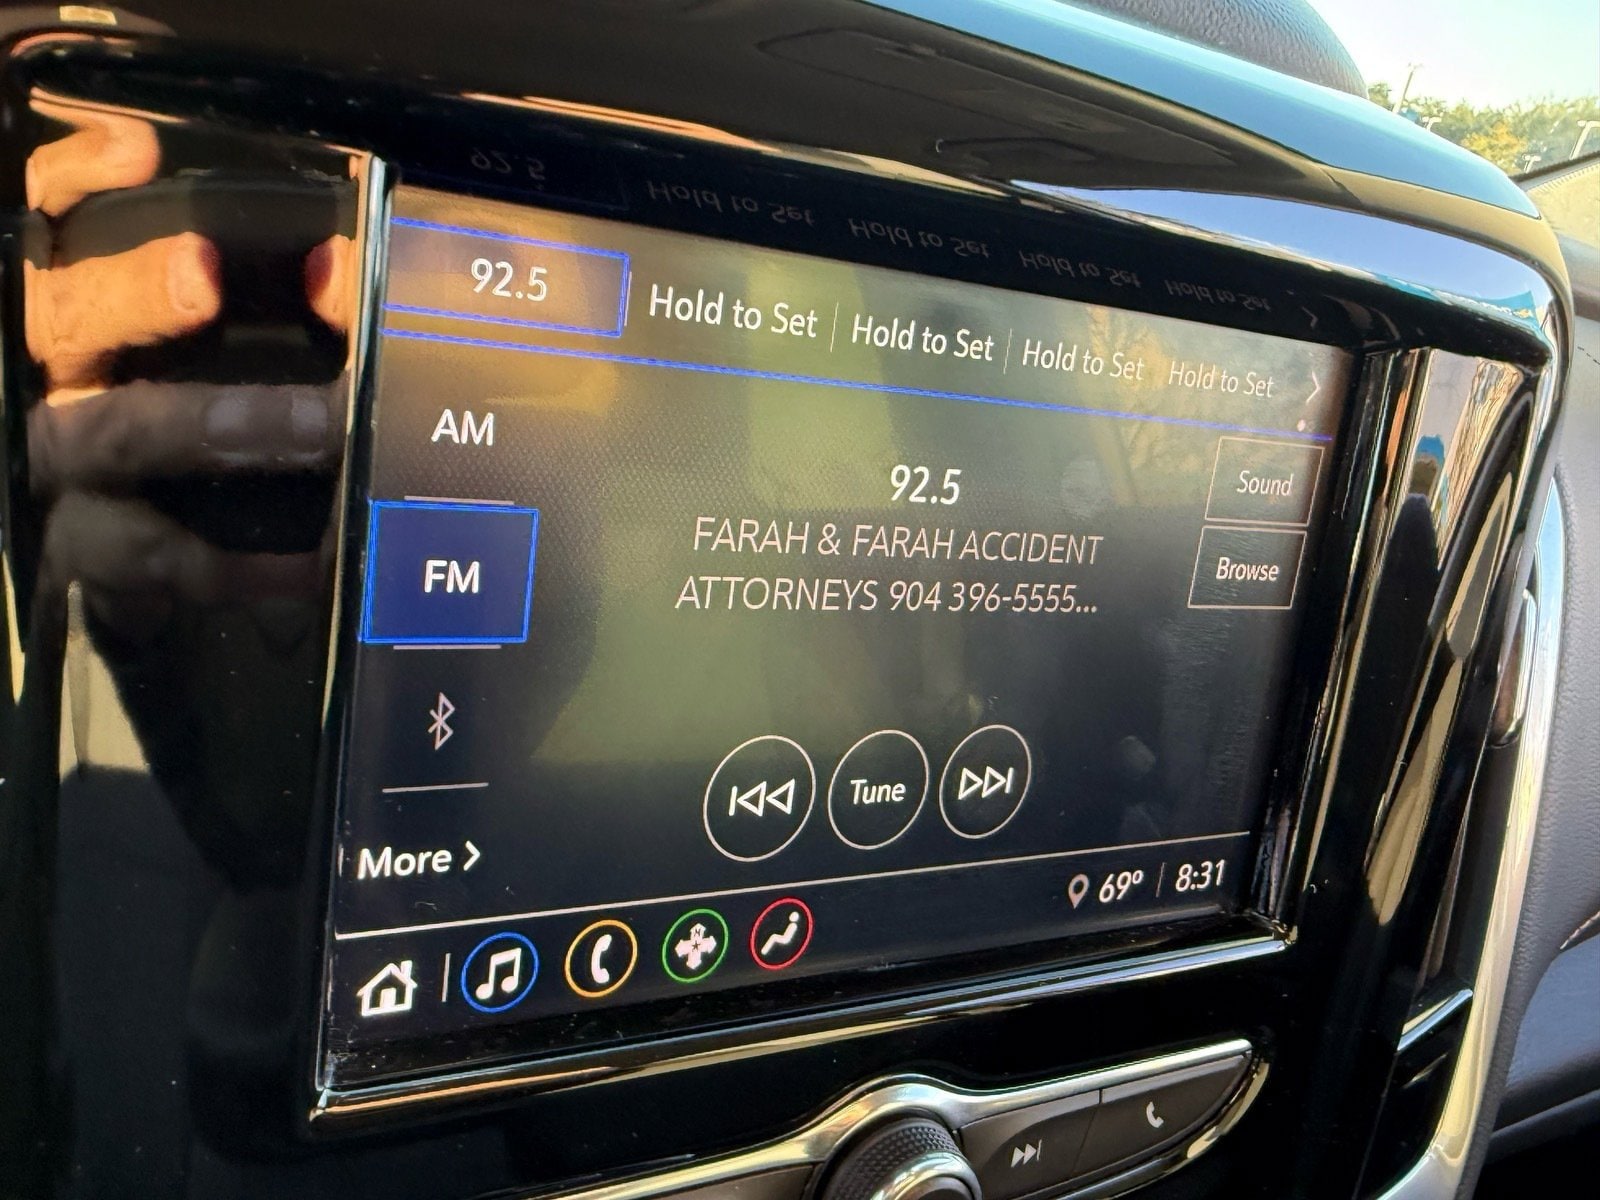 92.5 Hold to Set Hold to Set Hold to Set Hold to Set
AM
92.5
Sound
FARAH & FARAH ACCIDENT
ATTORNEYS 904 396-5555...
Browse
FM
Tune
More
69° 8:31